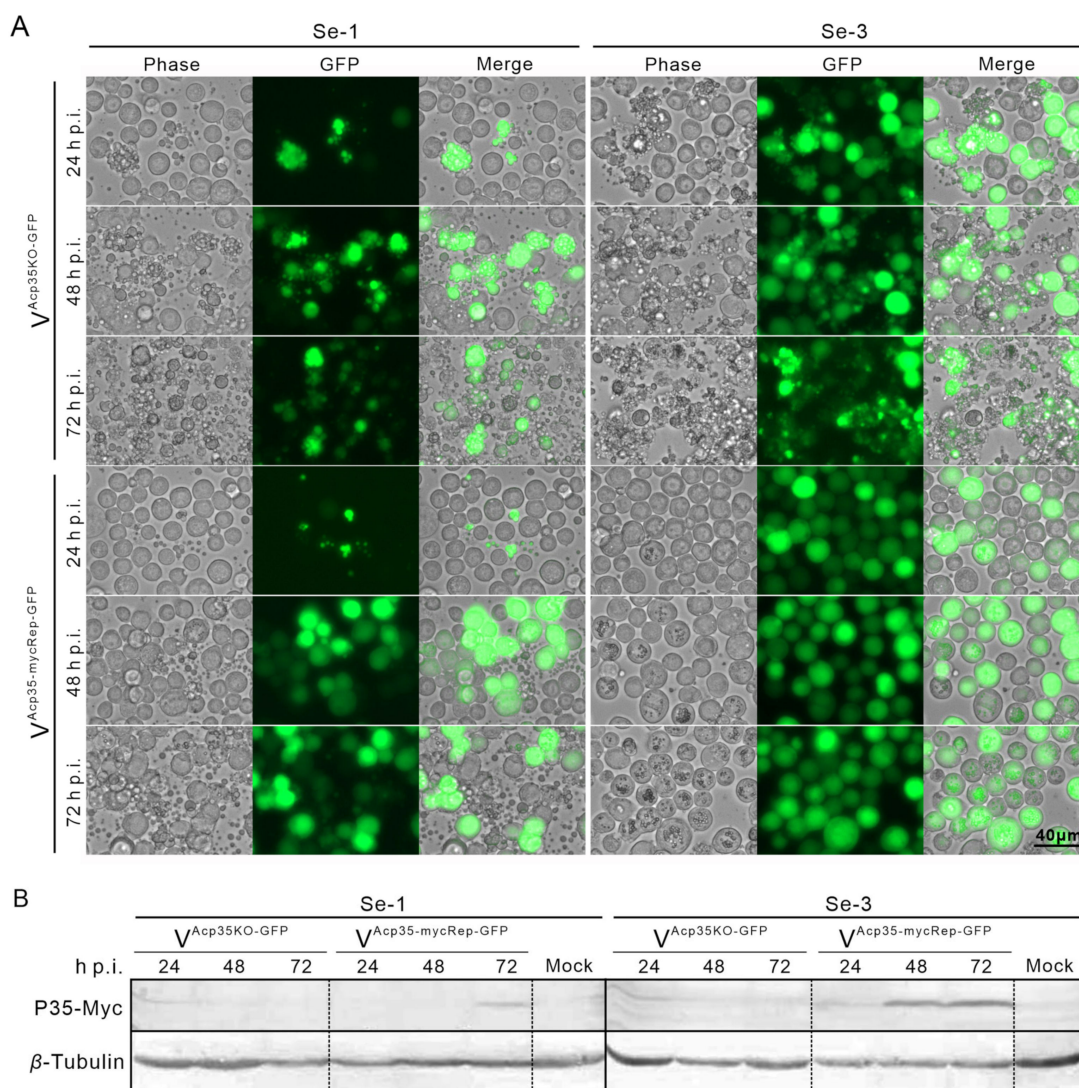 A
Se-1 Se-3
Phase GFP Merge Phase GFP Merge
V^Acp35KO-GFP
24 h p.i.
48 h p.i.
72 h p.i.
V^Acp35-mycRep-GFP
24 h p.i.
48 h p.i.
72 h p.i.
40μm
B
Se-1 Se-3
V^Acp35KO-GFP V^Acp35-mycRep-GFP V^Acp35KO-GFP V^Acp35-mycRep-GFP
h p.i. 24 48 72 24 48 72 Mock 24 48 72 24 48 72 Mock
P35-Myc
β-Tubulin